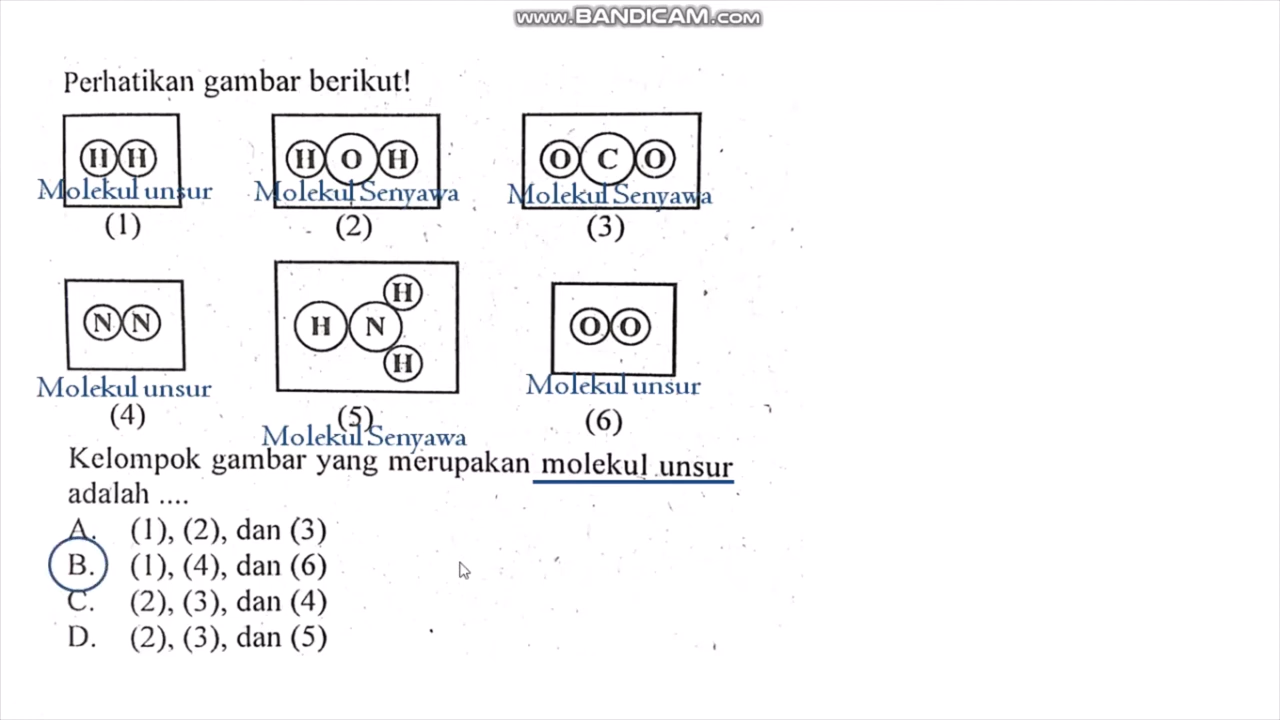 www.BANDICAM.com
Perhatikan gambar berikut!
H H
H O H
O C O
Molekul unsur
Molekul Senyawa
Molekul Senyawa
(1)
(2)
(3)
N N
H N H H
O O
Molekul unsur
Molekul Senyawa
Molekul unsur
(4)
(5)
(6)
Kelompok gambar yang merupakan molekul unsur
adalah ....
A. (1), (2), dan (3)
B. (1), (4), dan (6)
C. (2), (3), dan (4)
D. (2), (3), dan (5)